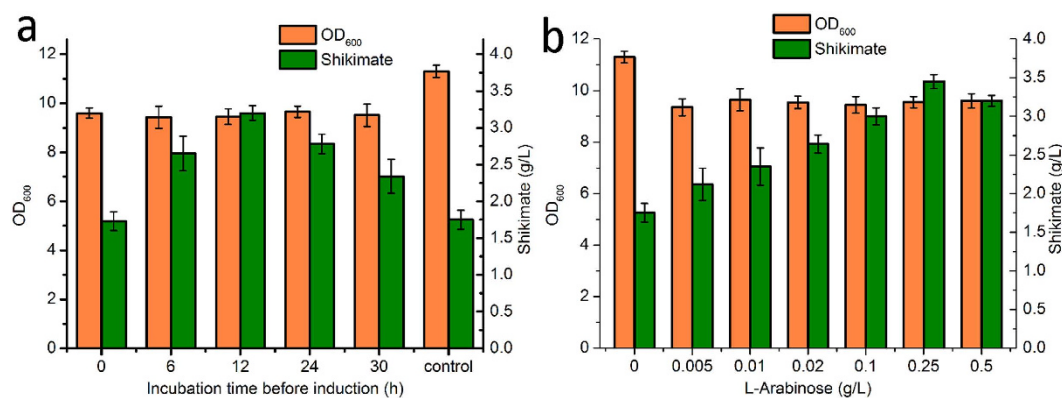 a
OD₆₀₀
Shikimate
12
10
8
6
4
2
0
OD₆₀₀
4.0
3.5
3.0
2.5
2.0
1.5
1.0
0.5
0.0
Shikimate (g/L)
0 6 12 24 30 control
Incubation time before induction (h)
b
OD₆₀₀
Shikimate
12
10
8
6
4
2
0
OD₆₀₀
4.0
3.5
3.0
2.5
2.0
1.5
1.0
0.5
0.0
Shikimate (g/L)
0 0.005 0.01 0.02 0.1 0.25 0.5
L-Arabinose (g/L)